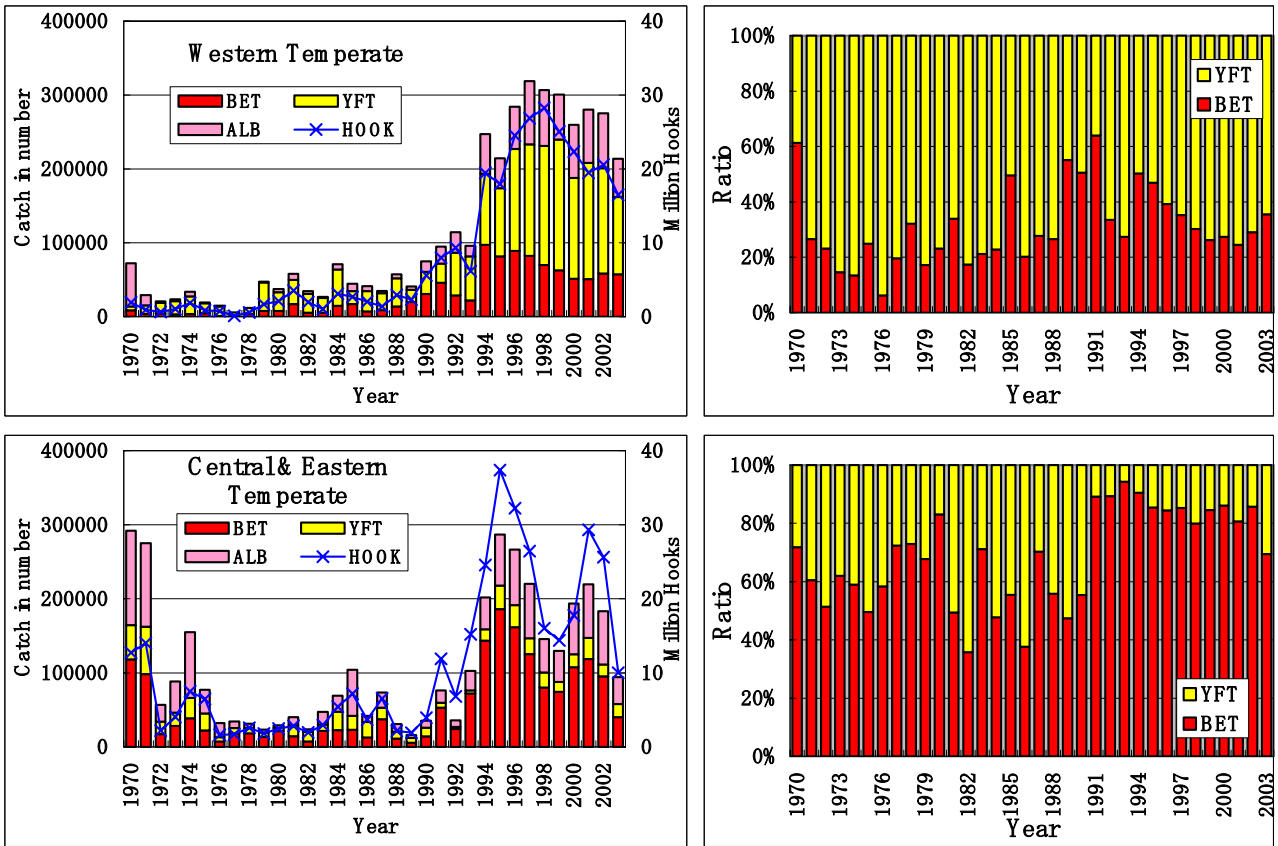 Western Temperate
BET YFT
ALB HOOK
Catch in number
400000
300000
200000
100000
0
Million Hooks
40
30
20
10
0
1970 1972 1974 1976 1978 1980 1982 1984 1986 1988 1990 1992 1994 1996 1998 2000 2002
Year
Ratio
100%
80%
60%
40%
20%
0%
YFT
BET
1970 1973 1976 1979 1982 1985 1988 1991 1994 1997 2000 2003
Year
Central & Eastern
Temperate
BET YFT
ALB HOOK
Catch in number
400000
300000
200000
100000
0
Million Hooks
40
30
20
10
0
1970 1972 1974 1976 1978 1980 1982 1984 1986 1988 1990 1992 1994 1996 1998 2000 2002
Year
Ratio
100%
80%
60%
40%
20%
0%
YFT
BET
1970 1973 1976 1979 1982 1985 1988 1991 1994 1997 2000 2003
Year